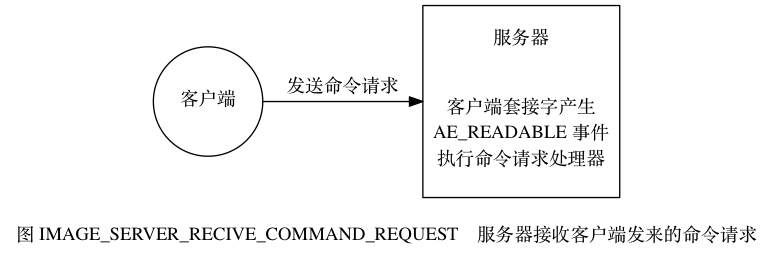 服务器
客户端
发送命令请求
客户端套接字产生
AE_READABLE 事件
执行命令请求处理器
图 IMAGE_SERVER_RECIVE_COMMAND_REQUEST 服务器接收客户端发来的命令请求